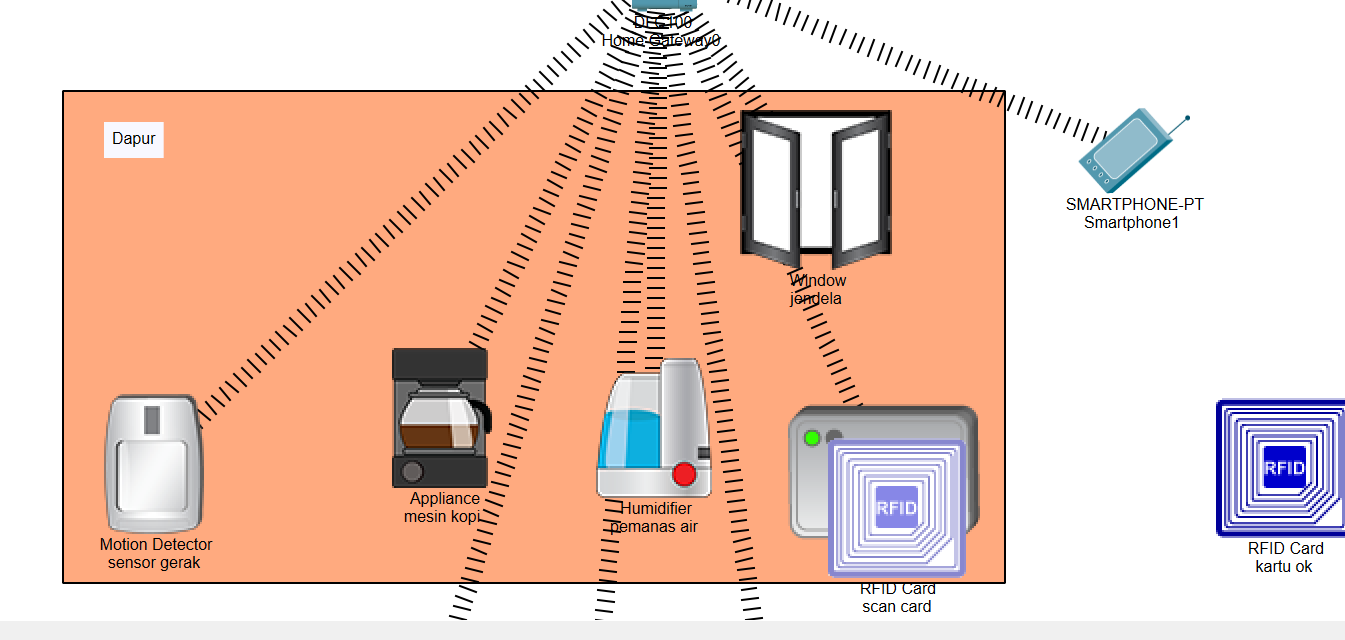 DLC100
Home Gateway0
Dapur
SMARTPHONE-PT
Smartphone1
Window
jendela
Appliance
mesin kopi
Humidifier
pemanas air
Motion Detector
sensor gerak
RFID
RFID Card
scan card
RFID
RFID Card
kartu ok